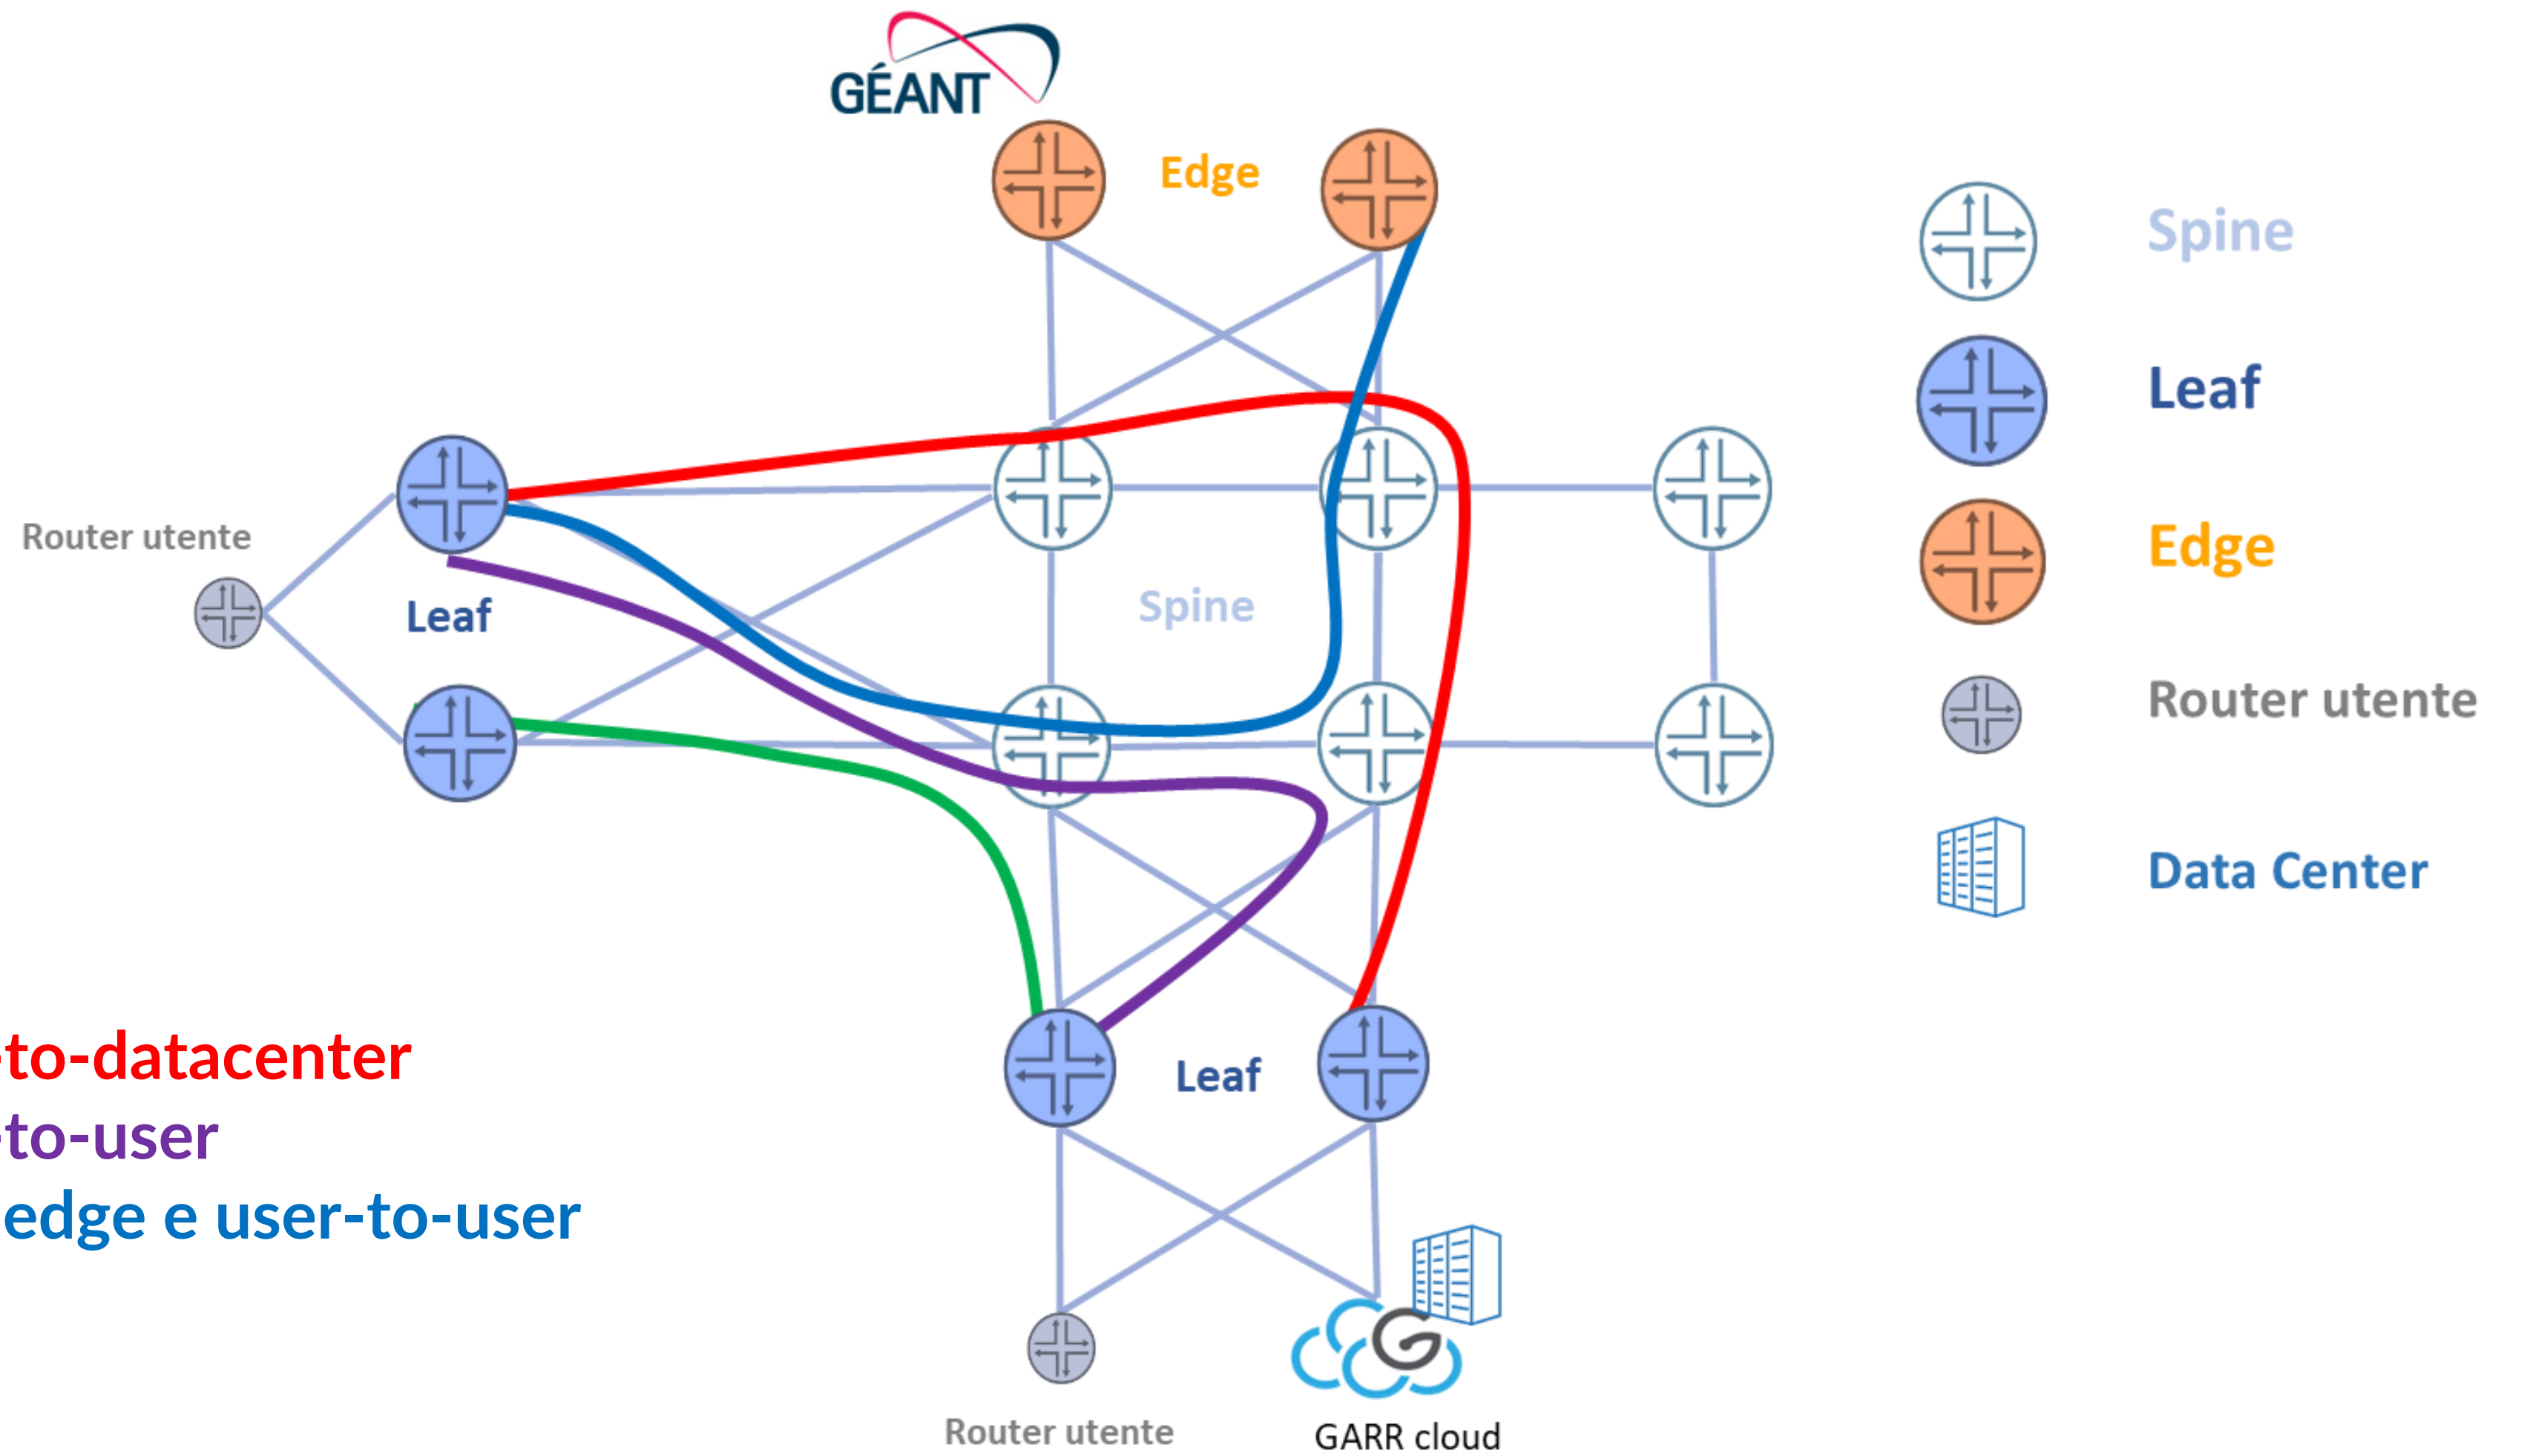 GÉANT
Edge
Spine
Leaf
Edge
Router utente
Data Center
Router utente
Leaf
Spine
Leaf
-to-datacenter
-to-user
edge e user-to-user
Router utente
GARR cloud